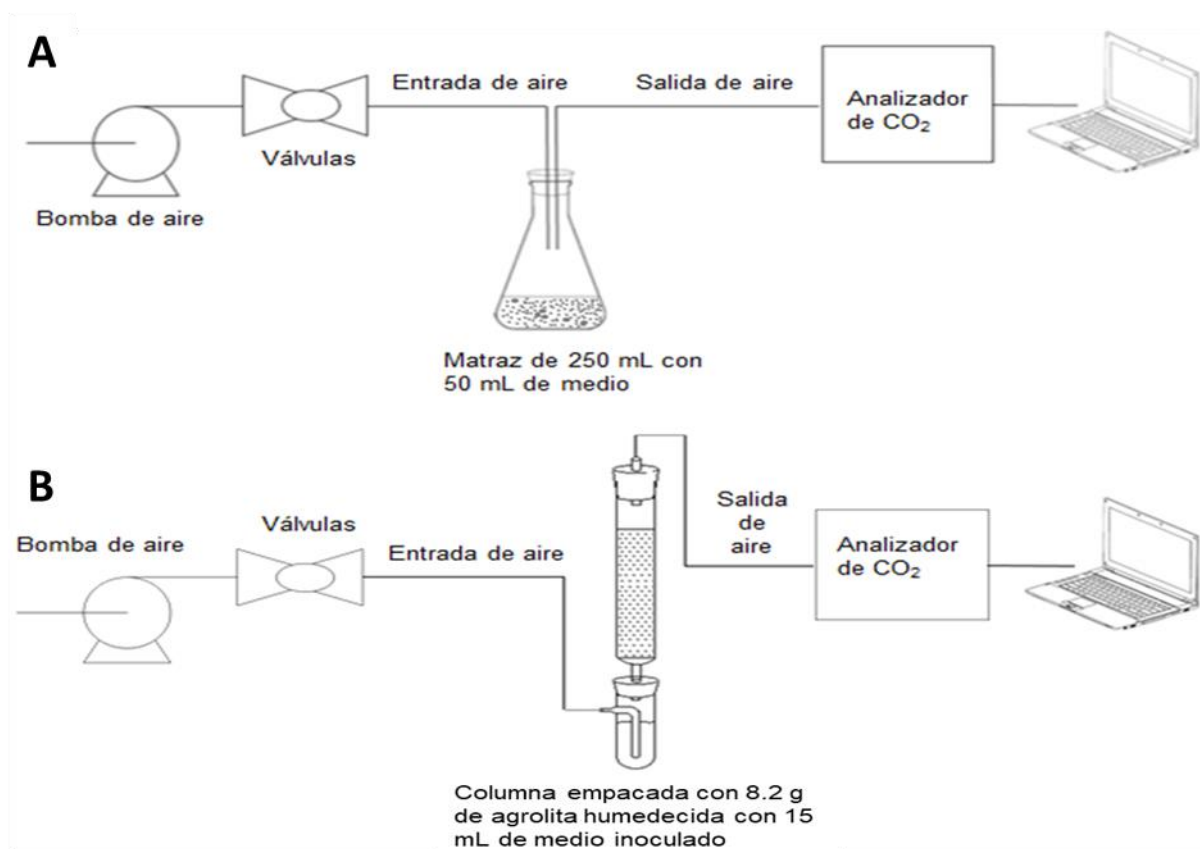 A
Entrada de aire
Salida de aire
Analizador
de CO₂
Válvulas
Bomba de aire
Matraz de 250 mL con
50 mL de medio
B
Válvulas
Bomba de aire
Entrada de aire
Salida
de
aire
Analizador
de CO₂
Columna empacada con 8.2 g
de agrolita humedecida con 15
mL de medio inoculado